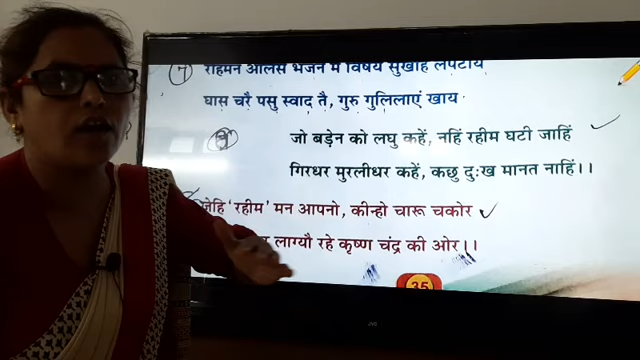 रहिमन आलस भजन में विषय सुखहि लपटाय
घास चरै पसु स्वाद तै, गुरु गुलिलाएं खाय
जो बड़ेन को लघु कहें, नहिं रहीम घटी जाहिं
गिरधर मुरलीधर कहें, कछु दुःख मानत नाहिं।।
जेहि 'रहीम' मन आपनो, कीन्हो चारू चकोर
लाग्यौ रहे कृष्ण चंद्र की ओर।।
35
JVC